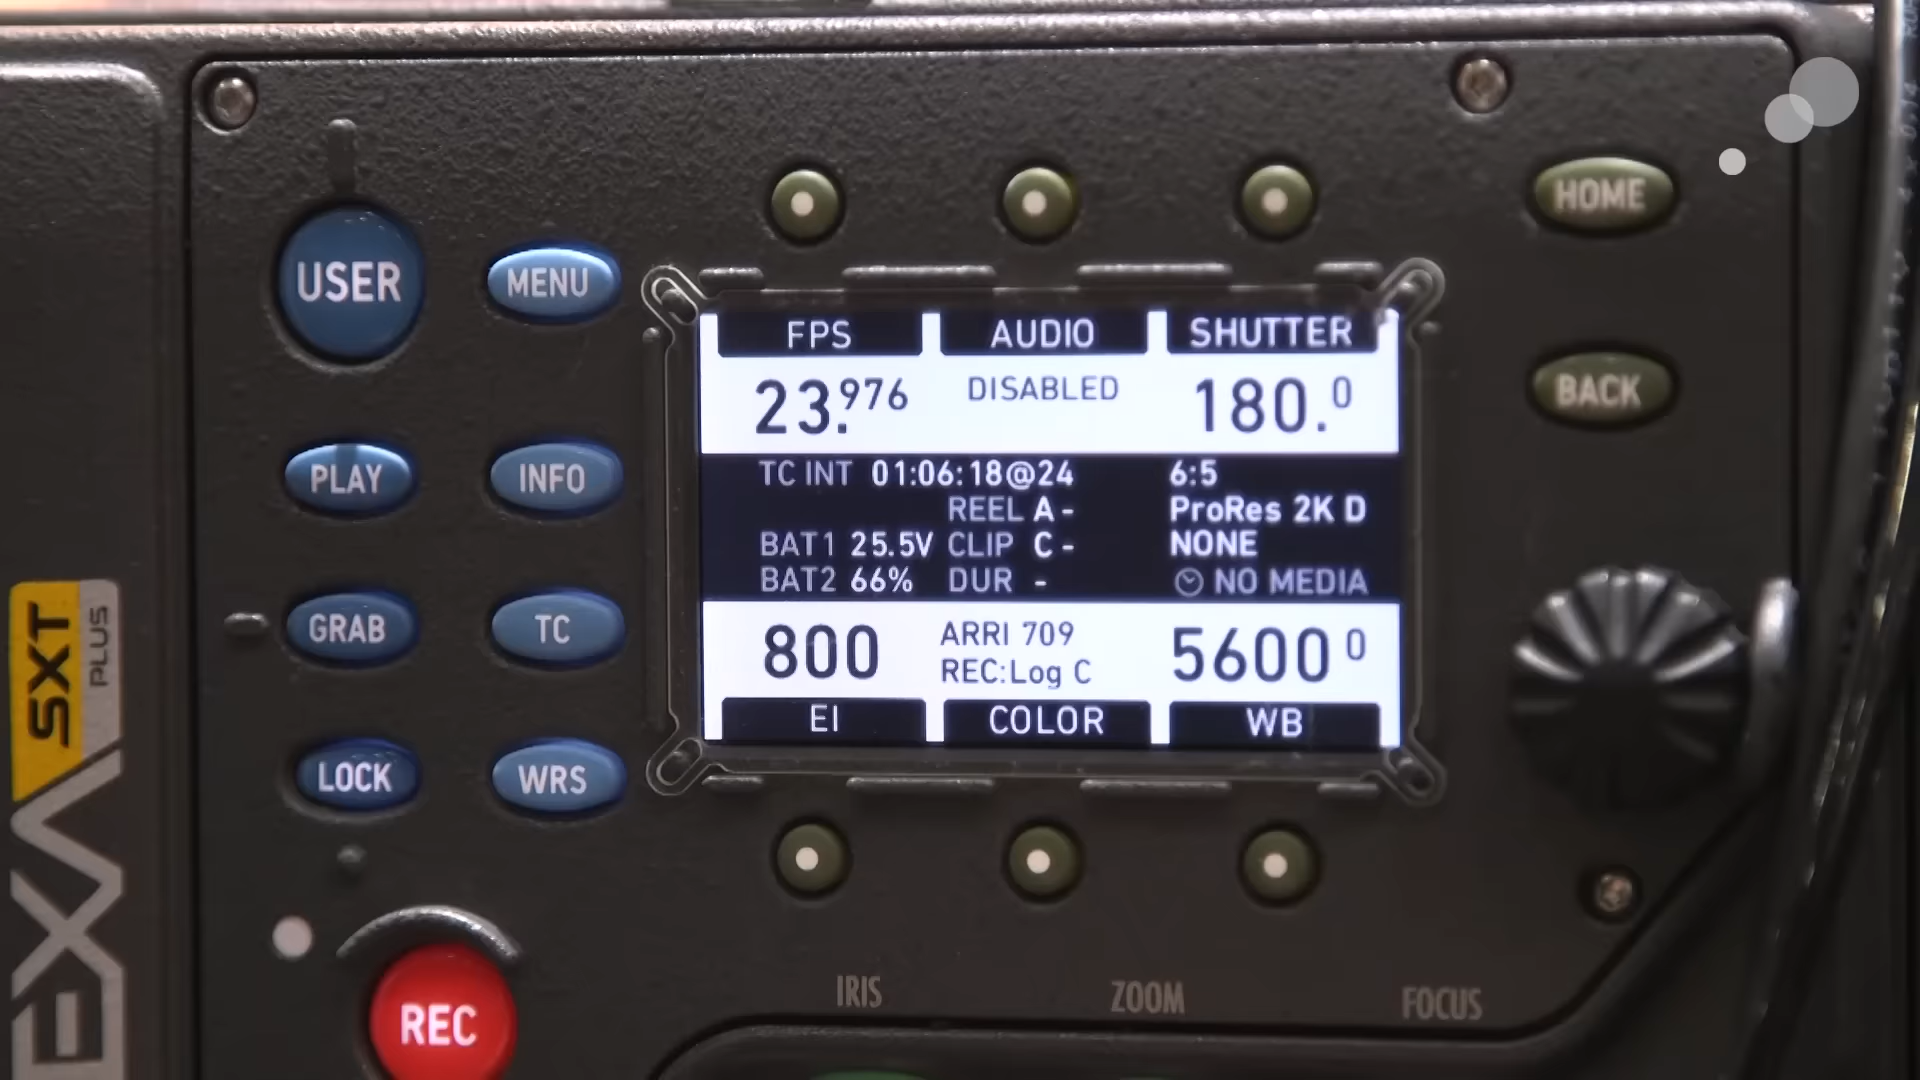 HOME
USER
MENU
FPS AUDIO SHUTTER
23.976 DISABLED 180.0
BACK
PLAY
INFO
TC INT 01:06:18@24 6:5
REEL A - ProRes 2K D
BAT1 25.5V CLIP C - NONE
BAT2 66% DUR - NO MEDIA
GRAB
TC
800 ARRI 709 5600 0
REC:Log C
EI COLOR WB
SXT
PLUS
LOCK
WRS
EXA
REC
IRIS ZOOM FOCUS